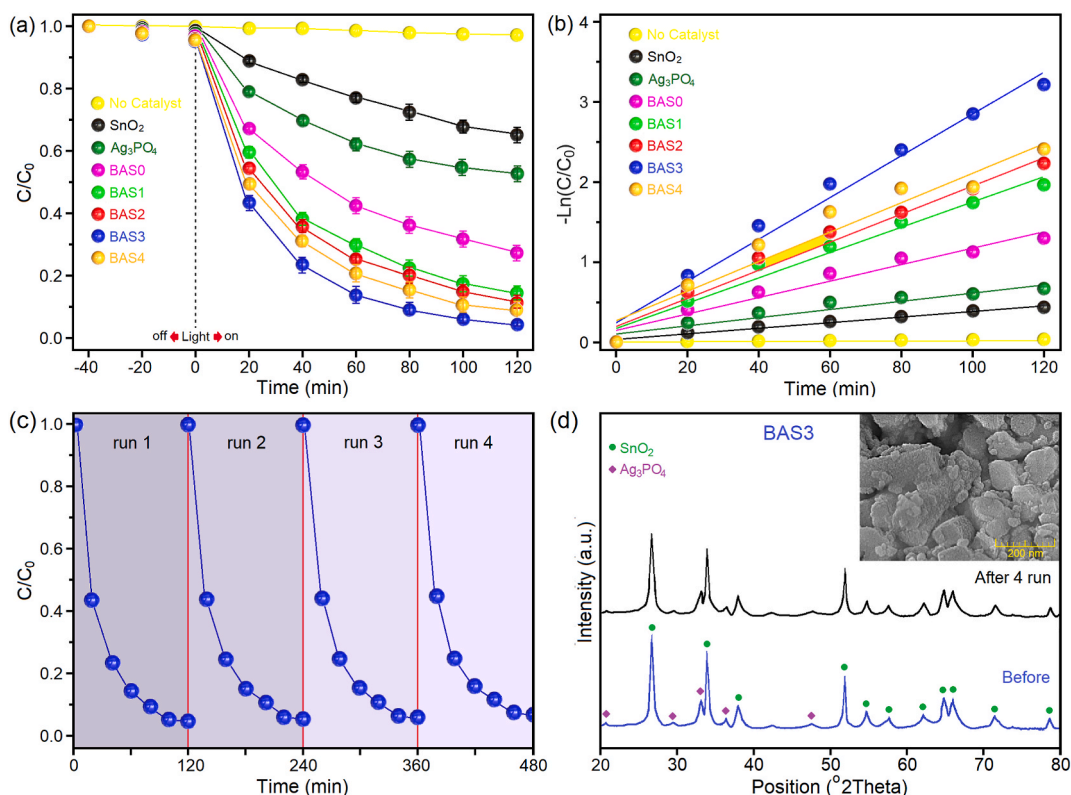 (a)
1.0
0.8
0.6
0.4
0.2
0.0
C/C₀
No Catalyst
SnO₂
Ag₃PO₄
BAS0
BAS1
BAS2
BAS3
BAS4
off Light on
-40 -20 0 20 40 60 80 100 120
Time (min)
(b)
-5
-4
-3
-2
-1
0
-Ln(C/C₀)
No Catalyst
SnO₂
Ag₃PO₄
BAS0
BAS1
BAS2
BAS3
BAS4
0 20 40 60 80 100 120
Time (min)
(c)
1.0
0.8
0.6
0.4
0.2
0.0
C/C₀
run 1 run 2 run 3 run 4
0 120 240 360 480
Time (min)
(d)
BAS3
SnO₂
Ag₃PO₄
200 nm
After 4 run
Before
Intensity (a.u.)
20 30 40 50 60 70 80
Position (°2Theta)